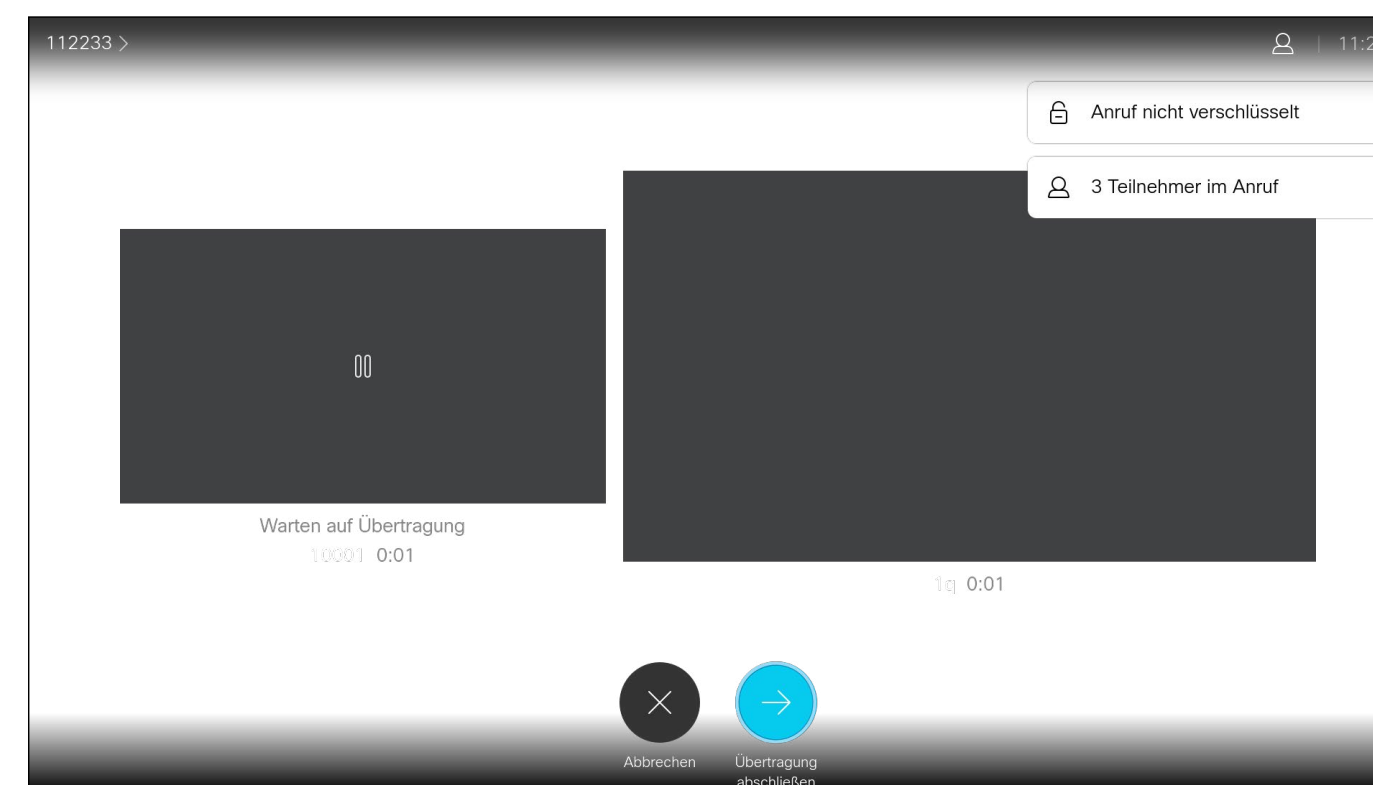 112233 >
11:2
Anruf nicht verschlüsselt
3 Teilnehmer im Anruf
Warten auf Übertragung
10001 0:01
1q 0:01
Abbrechen
Übertragung
abschließen